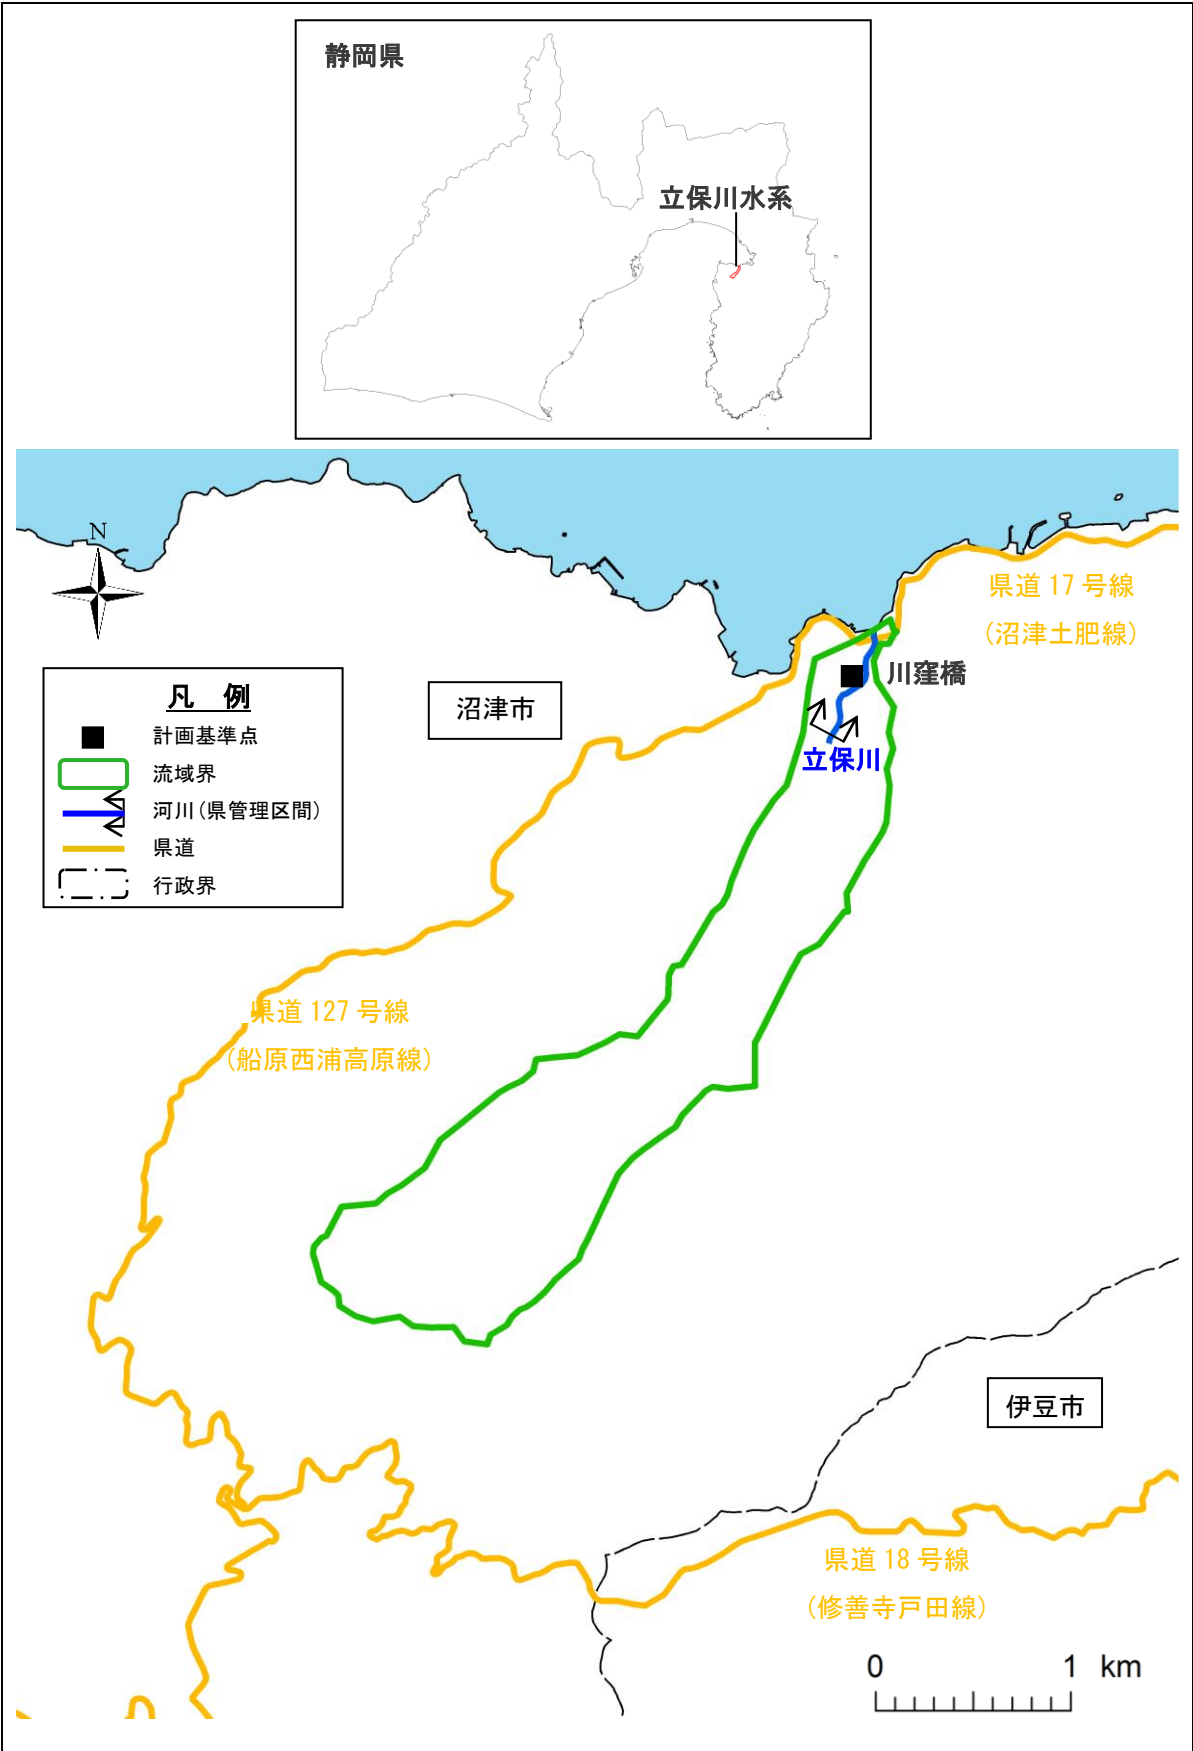 静岡県
立保川水系
N
県道 17 号線
(沼津土肥線)
川窪橋
沼津市
凡 例
計画基準点
流域界
河川(県管理区間)
県道
行政界
立保川
県道 127 号線
(船原西浦高原線)
伊豆市
県道 18 号線
(修善寺戸田線)
0 1 km